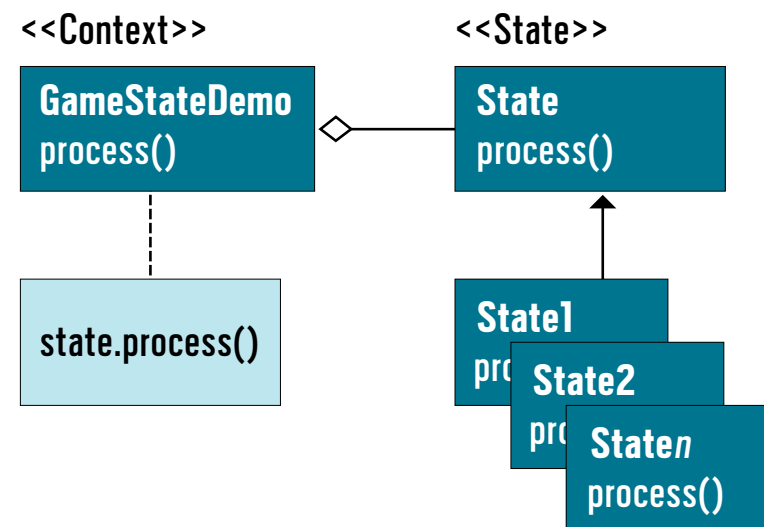 <<Context>>
<<State>>
GameStateDemo
process()
State
process()
state.process()
State1
pro
State2
pro
Staten
process()